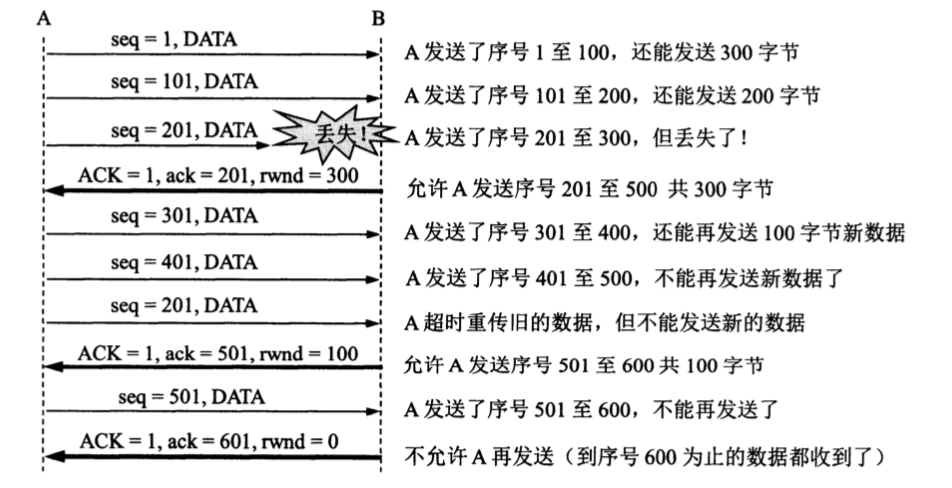 A B
seq = 1, DATA A 发送了序号 1 至 100，还能发送 300 字节
seq = 101, DATA A 发送了序号 101 至 200，还能发送 200 字节
seq = 201, DATA 丢失！ A 发送了序号 201 至 300，但丢失了！
ACK = 1, ack = 201, rwnd = 300 允许 A 发送序号 201 至 500 共 300 字节
seq = 301, DATA A 发送了序号 301 至 400，还能再发送 100 字节新数据
seq = 401, DATA A 发送了序号 401 至 500，不能再发送新数据了
seq = 201, DATA A 超时重传旧的数据，但不能发送新的数据
ACK = 1, ack = 501, rwnd = 100 允许 A 发送序号 501 至 600 共 100 字节
seq = 501, DATA A 发送了序号 501 至 600，不能再发送了
ACK = 1, ack = 601, rwnd = 0 不允许 A 再发送（到序号 600 为止的数据都收到了）